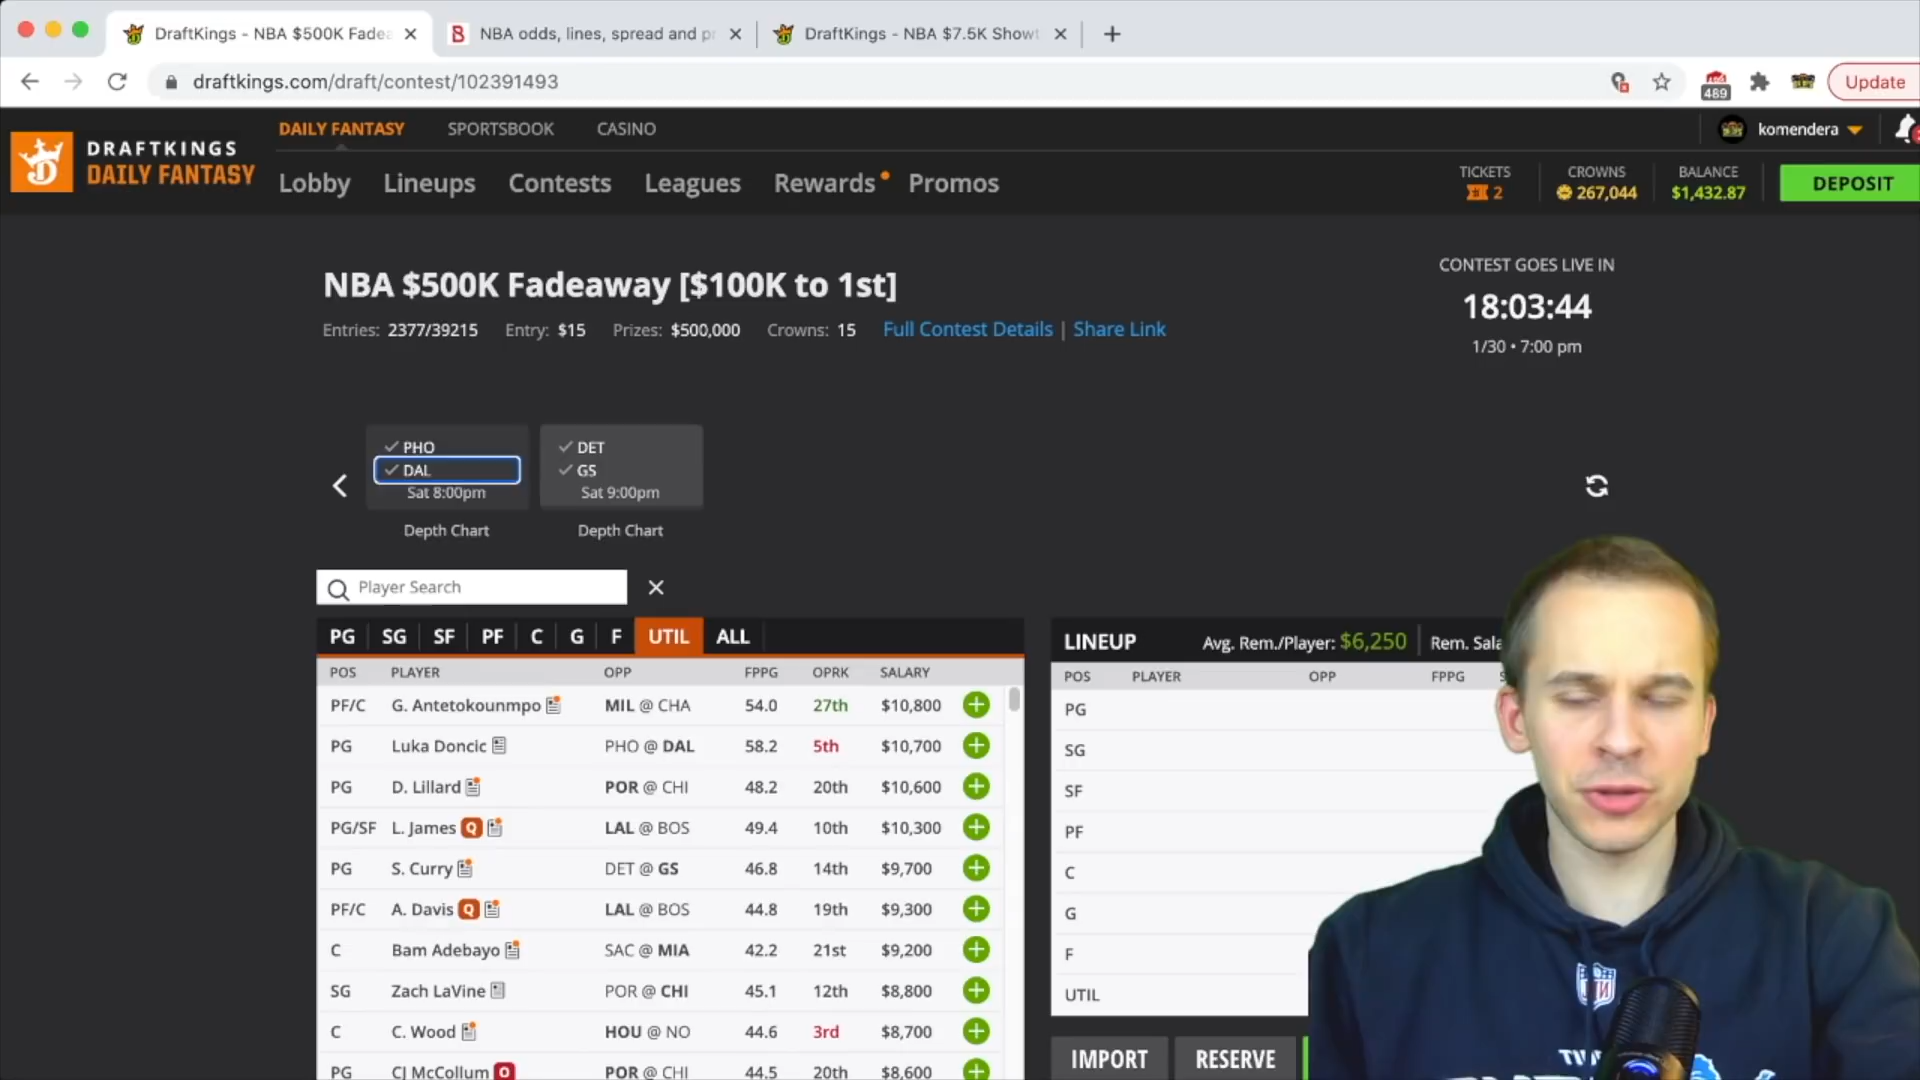 DraftKings - NBA $500K Fadea
NBA odds, lines, spread and p
DraftKings - NBA $7.5K Showt
draftkings.com/draft/contest/102391493
489
Update
DRAFTKINGS
DAILY FANTASY
DAILY FANTASY SPORTSBOOK CASINO
komendera
Lobby Lineups Contests Leagues Rewards Promos
TICKETS
2
CROWNS
267,044
BALANCE
$1,432.87
DEPOSIT
NBA $500K Fadeaway [$100K to 1st]
Entries: 2377/39215 Entry: $15 Prizes: $500,000 Crowns: 15 Full Contest Details | Share Link
CONTEST GOES LIVE IN
18:03:44
1/30 • 7:00 pm
PHO
DAL
Sat 8:00pm
Depth Chart
DET
GS
Sat 9:00pm
Depth Chart
Player Search
PG SG SF PF C G F UTIL ALL
POS PLAYER OPP FPPG OPRK SALARY
PF/C G. Antetokounmpo MIL @ CHA 54.0 27th $10,800
PG Luka Doncic PHO @ DAL 58.2 5th $10,700
PG D. Lillard POR @ CHI 48.2 20th $10,600
PG/SF L. James Q LAL @ BOS 49.4 10th $10,300
PG S. Curry DET @ GS 46.8 14th $9,700
PF/C A. Davis Q LAL @ BOS 44.8 19th $9,300
C Bam Adebayo SAC @ MIA 42.2 21st $9,200
SG Zach LaVine POR @ CHI 45.1 12th $8,800
C C. Wood HOU @ NO 44.6 3rd $8,700
PG CJ McCollum O POR @ CHI 44.5 20th $8,600
LINEUP Avg. Rem./Player: $6,250 Rem. Sala
POS PLAYER OPP FPPG S
PG
SG
SF
PF
C
G
F
UTIL
IMPORT RESERVE